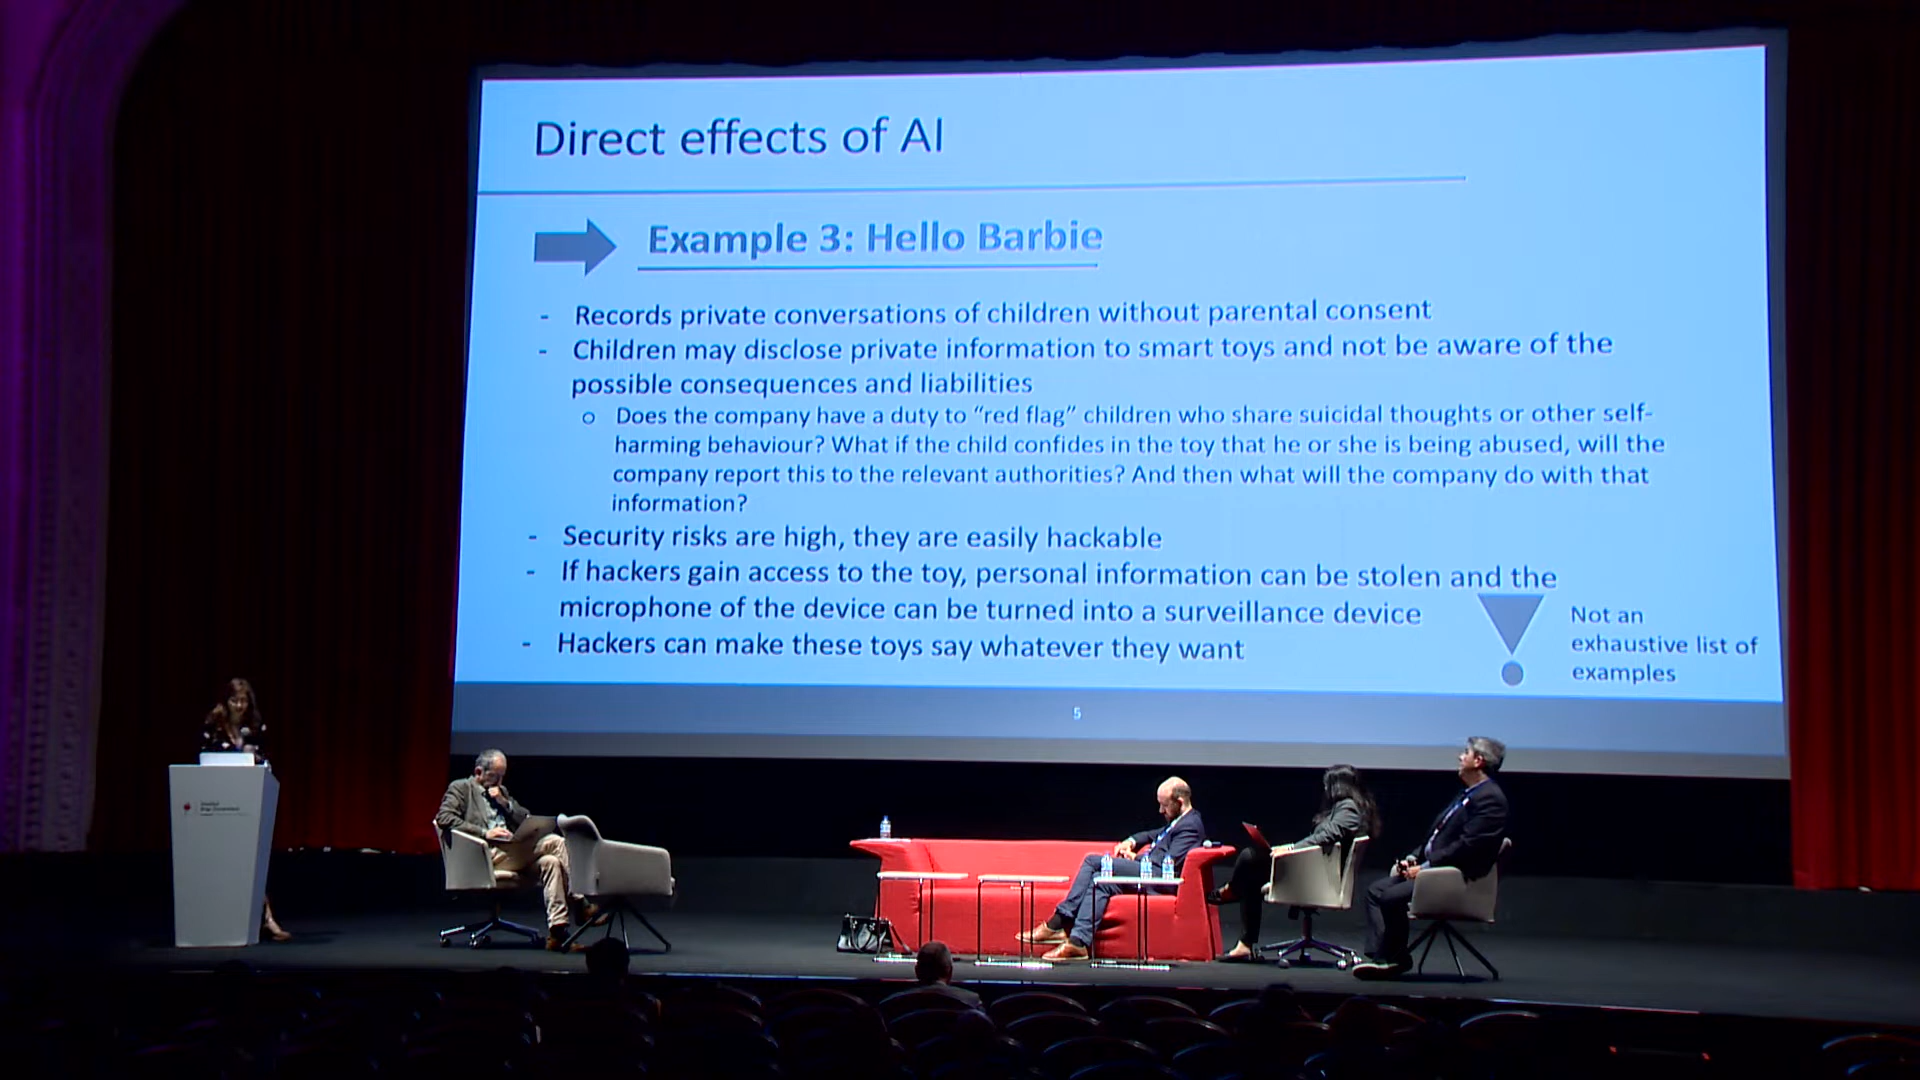 Direct effects of AI
Example 3: Hello Barbie
- Records private conversations of children without parental consent
- Children may disclose private information to smart toys and not be aware of the
possible consequences and liabilities
o Does the company have a duty to “red flag” children who share suicidal thoughts or other self-
harming behaviour? What if the child confides in the toy that he or she is being abused, will the
company report this to the relevant authorities? And then what will the company do with that
information?
- Security risks are high, they are easily hackable
- If hackers gain access to the toy, personal information can be stolen and the
microphone of the device can be turned into a surveillance device
- Hackers can make these toys say whatever they want
Not an
exhaustive list of
examples
5